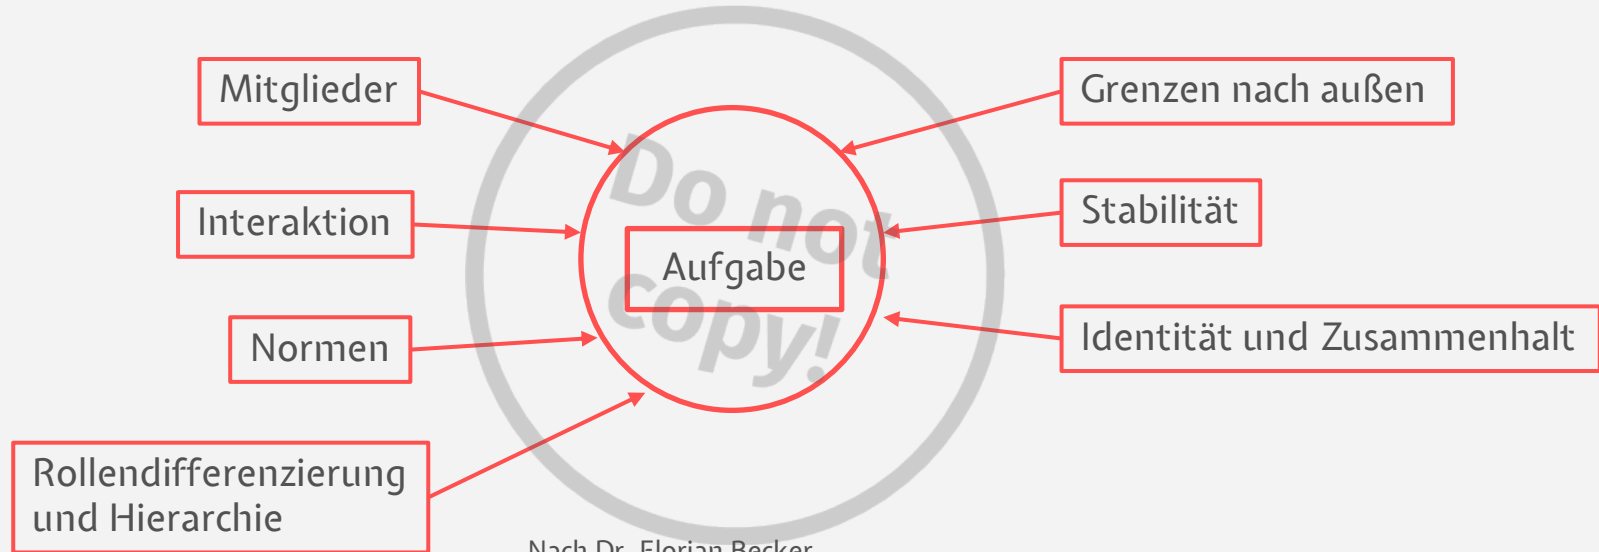 Mitglieder
Interaktion
Normen
Rollendifferenzierung
und Hierarchie
Do not
copy!
Aufgabe
Grenzen nach außen
Stabilität
Identität und Zusammenhalt
Nach Dr. Florian Becker